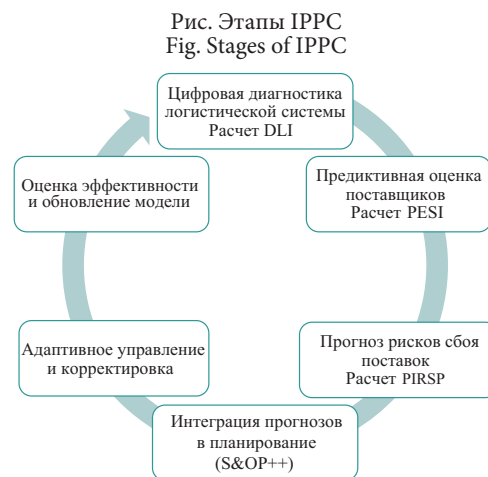 Рис. Этапы IPPC
Fig. Stages of IPPC
Цифровая диагностика
логистической системы
Расчет DLI
Предиктивная оценка
поставщиков
Расчет PESI
Прогноз рисков сбоя
поставок
Расчет PIRSP
Интеграция прогнозов
в планирование
(S&OP++)
Адаптивное управление
и корректировка
Оценка эффективности
и обновление модели